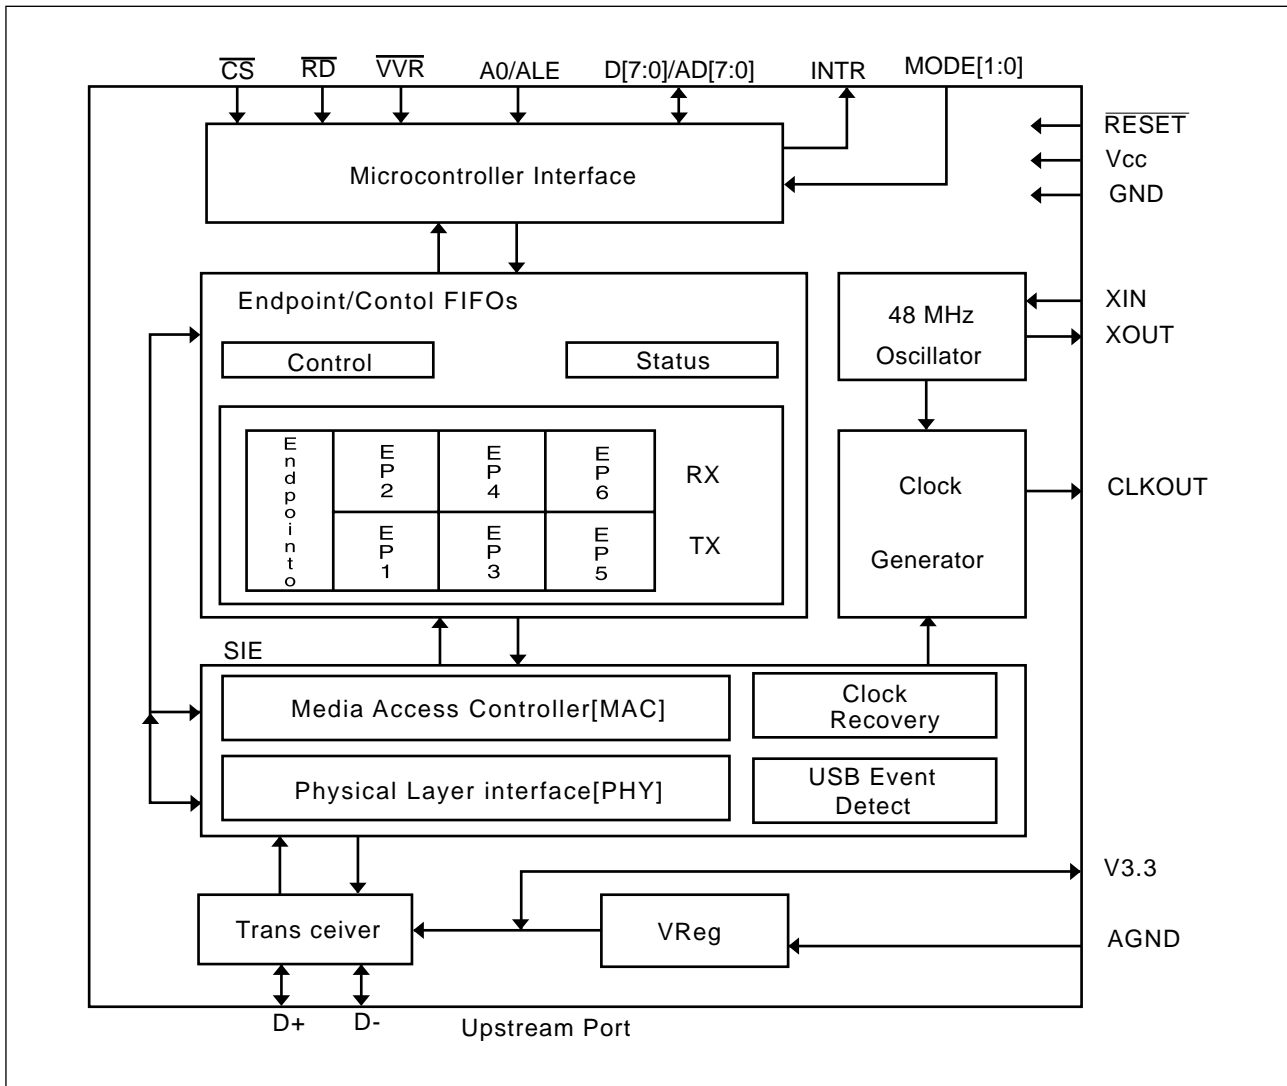 CS RD VVR A0/ALE D[7:0]/AD[7:0] INTR MODE[1:0]
RESET
Vcc
GND
Microcontroller Interface
Endpoint/Contol FIFOs
Control
Status
Endpointo
EP2
EP4
EP6
RX
EP1
EP3
EP5
TX
48 MHz
Oscillator
XIN
XOUT
Clock
Generator
CLKOUT
SIE
Media Access Controller[MAC]
Clock
Recovery
Physical Layer interface[PHY]
USB Event
Detect
V3.3
Trans ceiver
VReg
AGND
D+
D-
Upstream Port